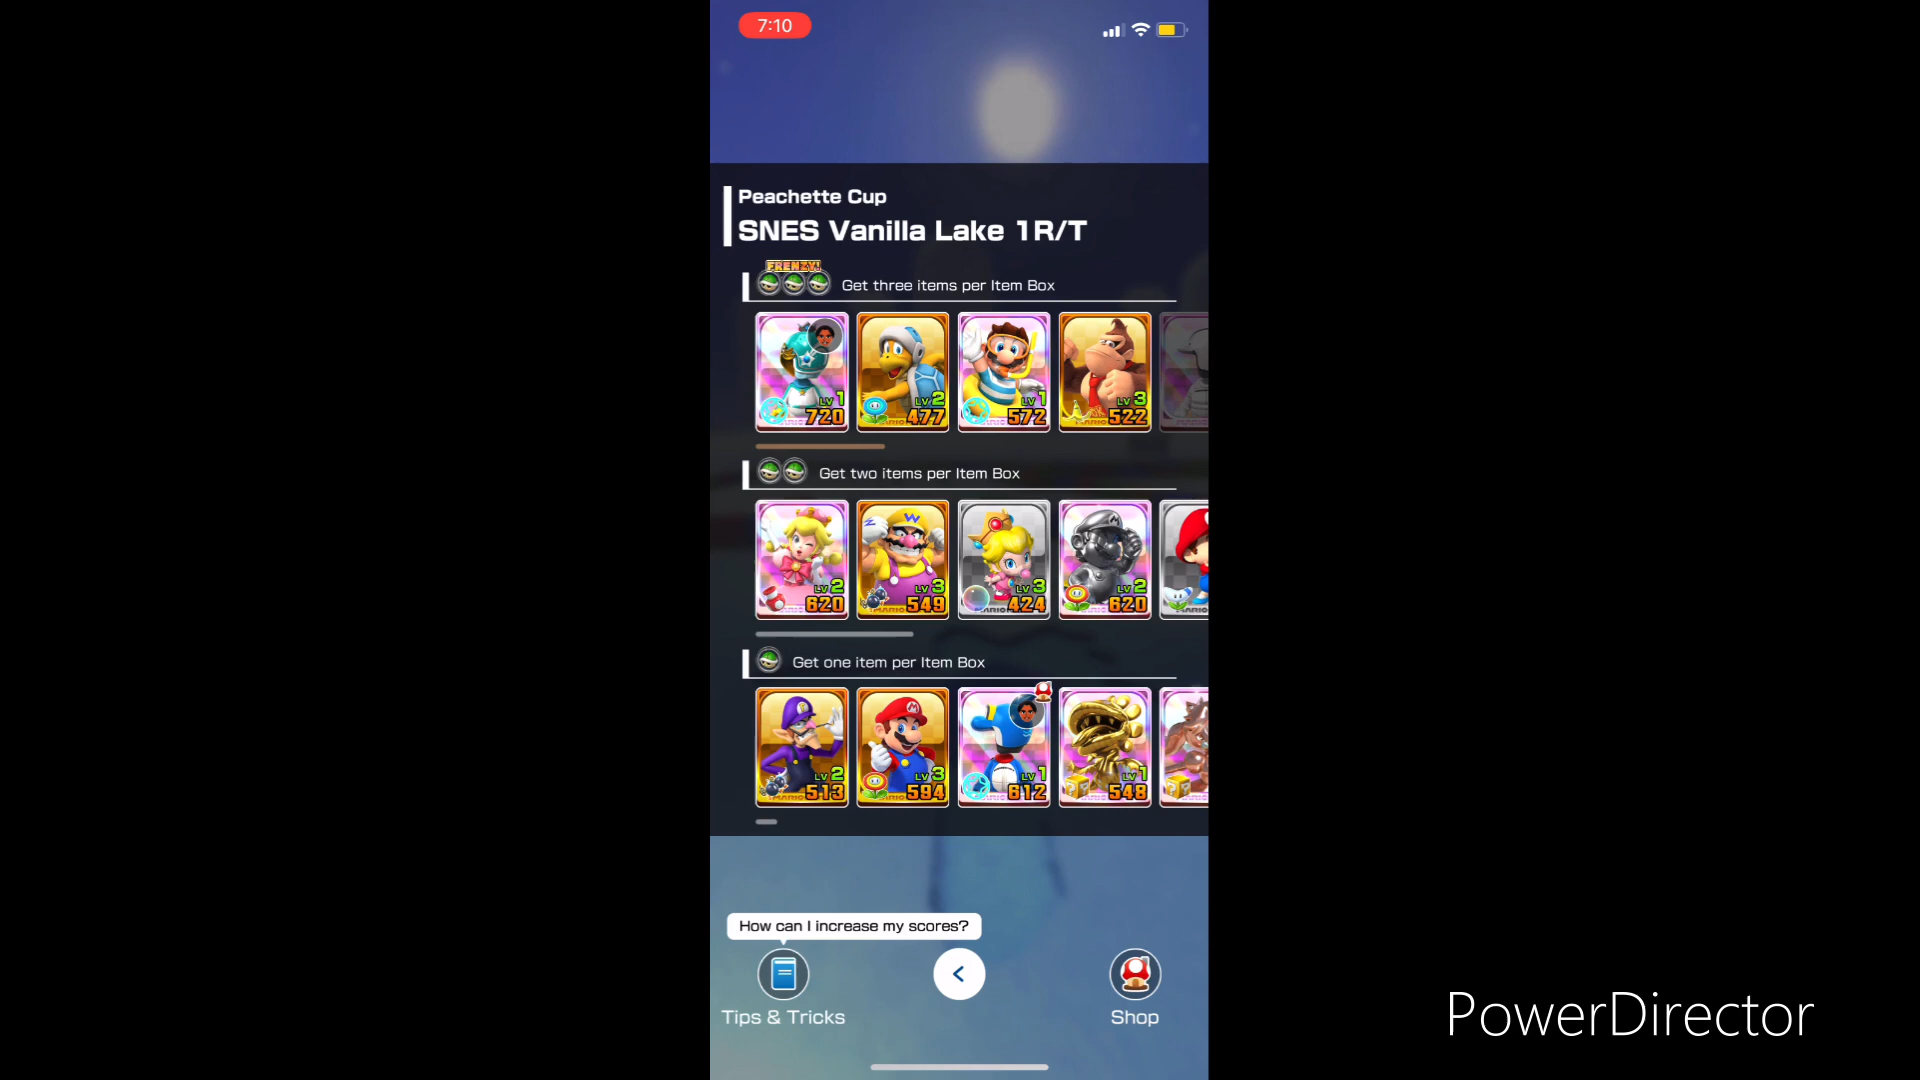 7:10
Peachette Cup
SNES Vanilla Lake 1R/T
FRENZY!
Get three items per Item Box
LV 1
720
LV 2
477
LV 1
572
LV 3
522
Get two items per Item Box
LV 2
620
LV 3
549
LV 3
424
LV 2
620
Get one item per Item Box
LV 2
513
LV 3
594
LV 1
612
LV 1
548
How can I increase my scores?
Tips & Tricks
Shop
PowerDirector